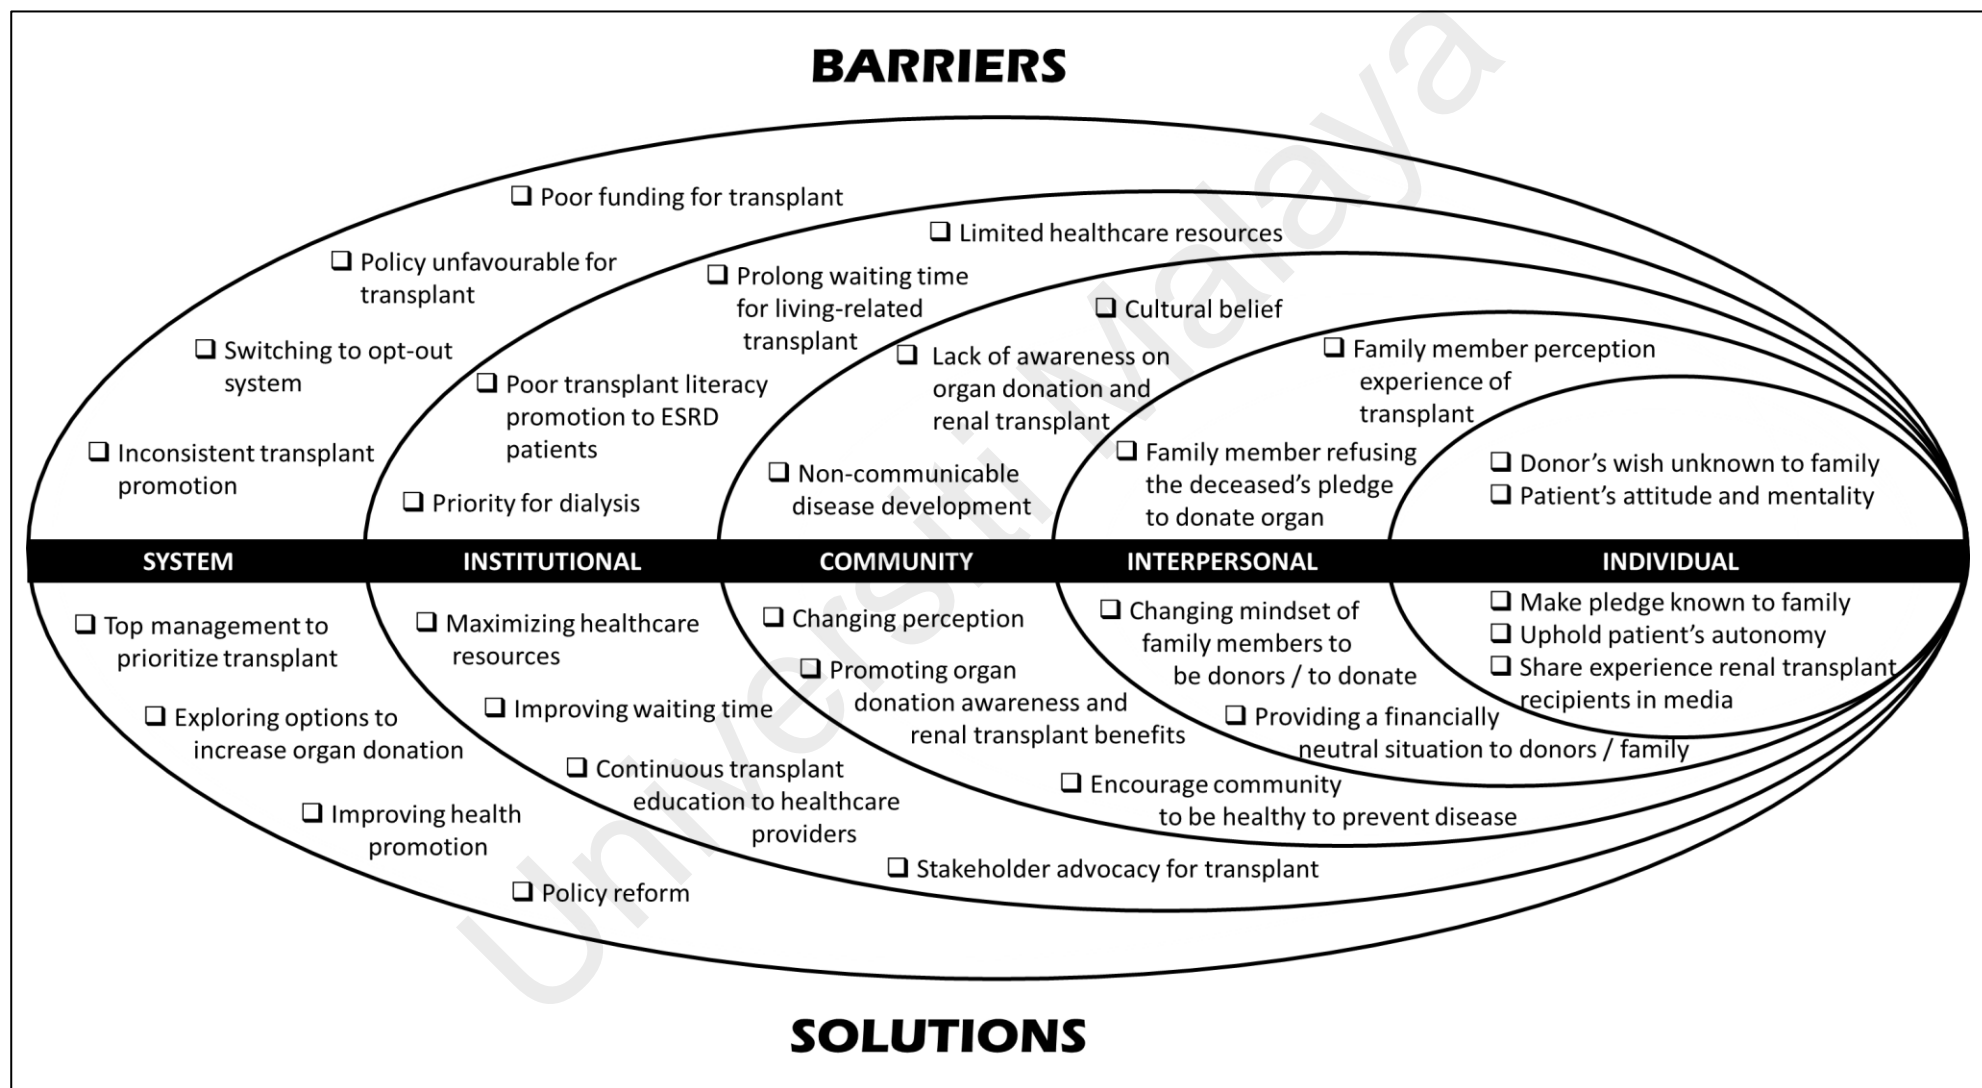 BARRIERS
❑ Poor funding for transplant
❑ Policy unfavourable for
transplant
❑ Switching to opt-out
system
❑ Inconsistent transplant
promotion
❑ Limited healthcare resources
❑ Prolong waiting time
for living-related
transplant
❑ Poor transplant literacy
promotion to ESRD
patients
❑ Priority for dialysis
❑ Cultural belief
❑ Lack of awareness on
organ donation and
renal transplant
❑ Non-communicable
disease development
❑ Family member perception
experience of
transplant
❑ Family member refusing
the deceased’s pledge
to donate organ
❑ Donor’s wish unknown to family
❑ Patient’s attitude and mentality
SYSTEM
INSTITUTIONAL
COMMUNITY
INTERPERSONAL
INDIVIDUAL
❑ Top management to
prioritize transplant
❑ Exploring options to
increase organ donation
❑ Improving health
promotion
❑ Policy reform
❑ Maximizing healthcare
resources
❑ Improving waiting time
❑ Continuous transplant
education to healthcare
providers
❑ Stakeholder advocacy for transplant
❑ Changing perception
❑ Promoting organ
donation awareness and
renal transplant benefits
❑ Encourage community
to be healthy to prevent disease
❑ Changing mindset of
family members to
be donors / to donate
❑ Providing a financially
neutral situation to donors / family
❑ Make pledge known to family
❑ Uphold patient’s autonomy
❑ Share experience renal transplant
recipients in media
SOLUTIONS
Universiti Malaya